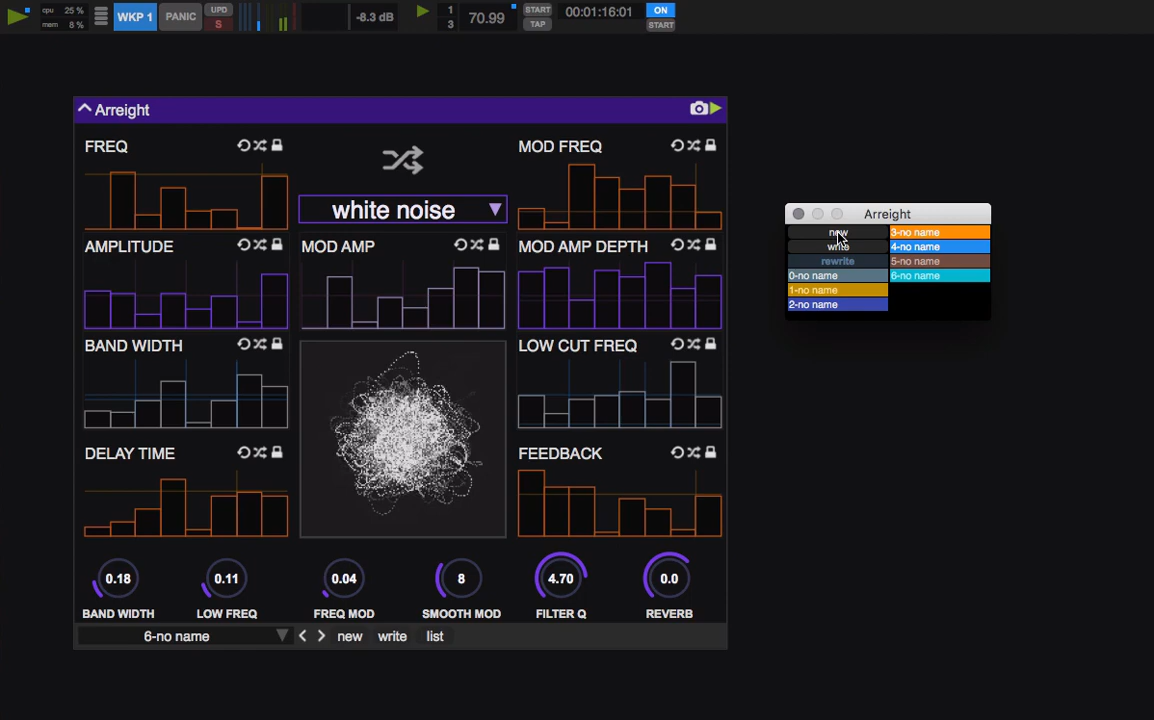 cpu 25 %
mem 8 %
WKP 1
PANIC
UPD
S
-8.3 dB
1
3
70.99
START
TAP
00:01:16:01
ON
START
Arreight
FREQ
white noise
MOD FREQ
AMPLITUDE
MOD AMP
MOD AMP DEPTH
BAND WIDTH
LOW CUT FREQ
DELAY TIME
FEEDBACK
0.18
0.11
0.04
8
4.70
0.0
BAND WIDTH
LOW FREQ
FREQ MOD
SMOOTH MOD
FILTER Q
REVERB
6-no name
new
write
list
Arreight
new
write
rewrite
0-no name
1-no name
2-no name
3-no name
4-no name
5-no name
6-no name